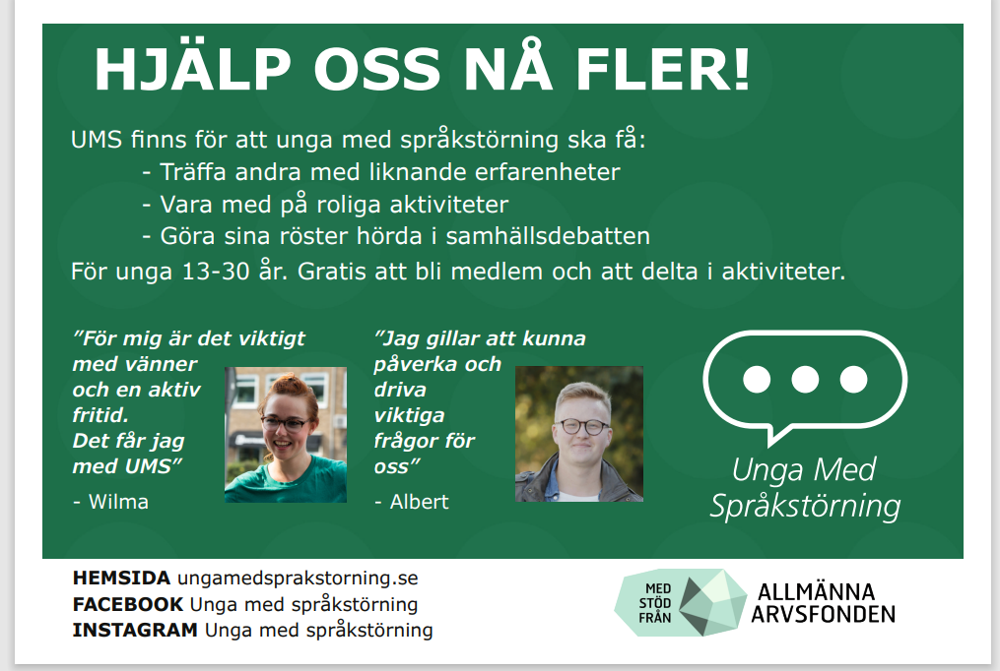 HJÄLP OSS NÅ FLER!
UMS finns för att unga med språkstörning ska få:
- Träffa andra med liknande erfarenheter
- Vara med på roliga aktiviteter
- Göra sina röster hörda i samhällsdebatten
För unga 13-30 år. Gratis att bli medlem och att delta i aktiviteter.
”För mig är det viktigt
med vänner
och en aktiv
fritid.
Det får jag
med UMS”
- Wilma
”Jag gillar att kunna
påverka och
driva
viktiga
frågor för
oss”
- Albert
Unga Med
Språkstörning
HEMSIDA ungamedsprakstorning.se
FACEBOOK Unga med språkstörning
INSTAGRAM Unga med språkstörning
MED
STÖD
FRÅN
ALLMÄNNA
ARVSFONDEN